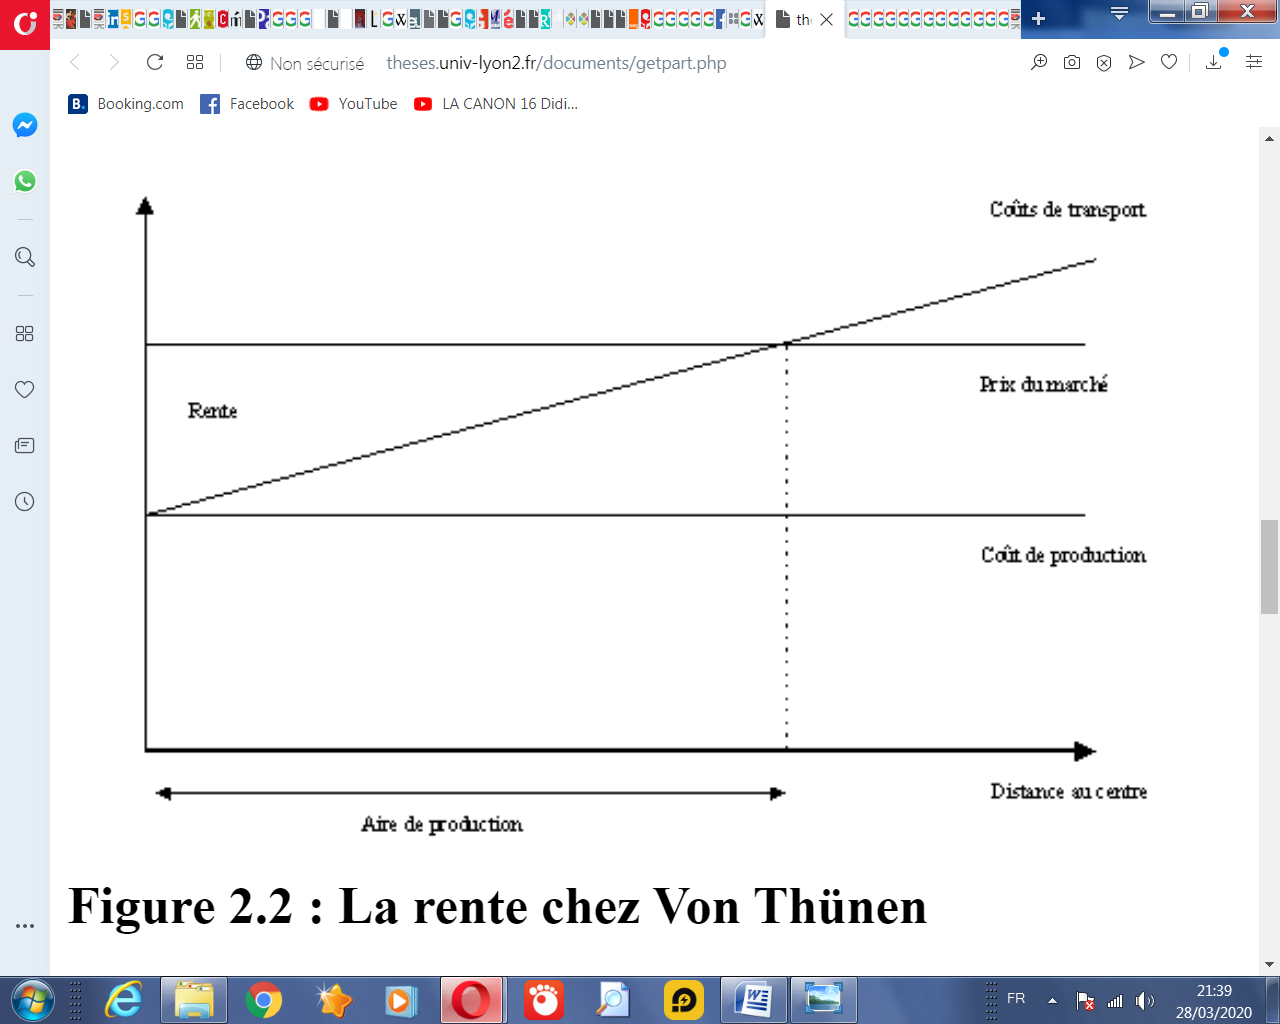 th
Non sécurisé
theses.univ-lyon2.fr/documents/getpart.php
B. Booking.com
Facebook
YouTube
LA CANON 16 Didi...
Coûts de transport
Prix du marché
Rente
Coût de production
Distance au centre
Aire de production
Figure 2.2 : La rente chez Von Thünen
FR
21:39
28/03/2020